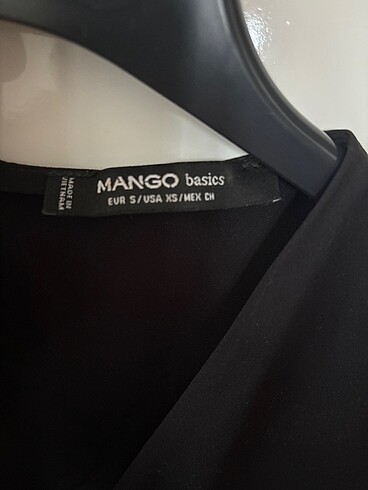 MANGO basics
EUR S/USA XS/MEX CH
MADE IN
VIETNAM